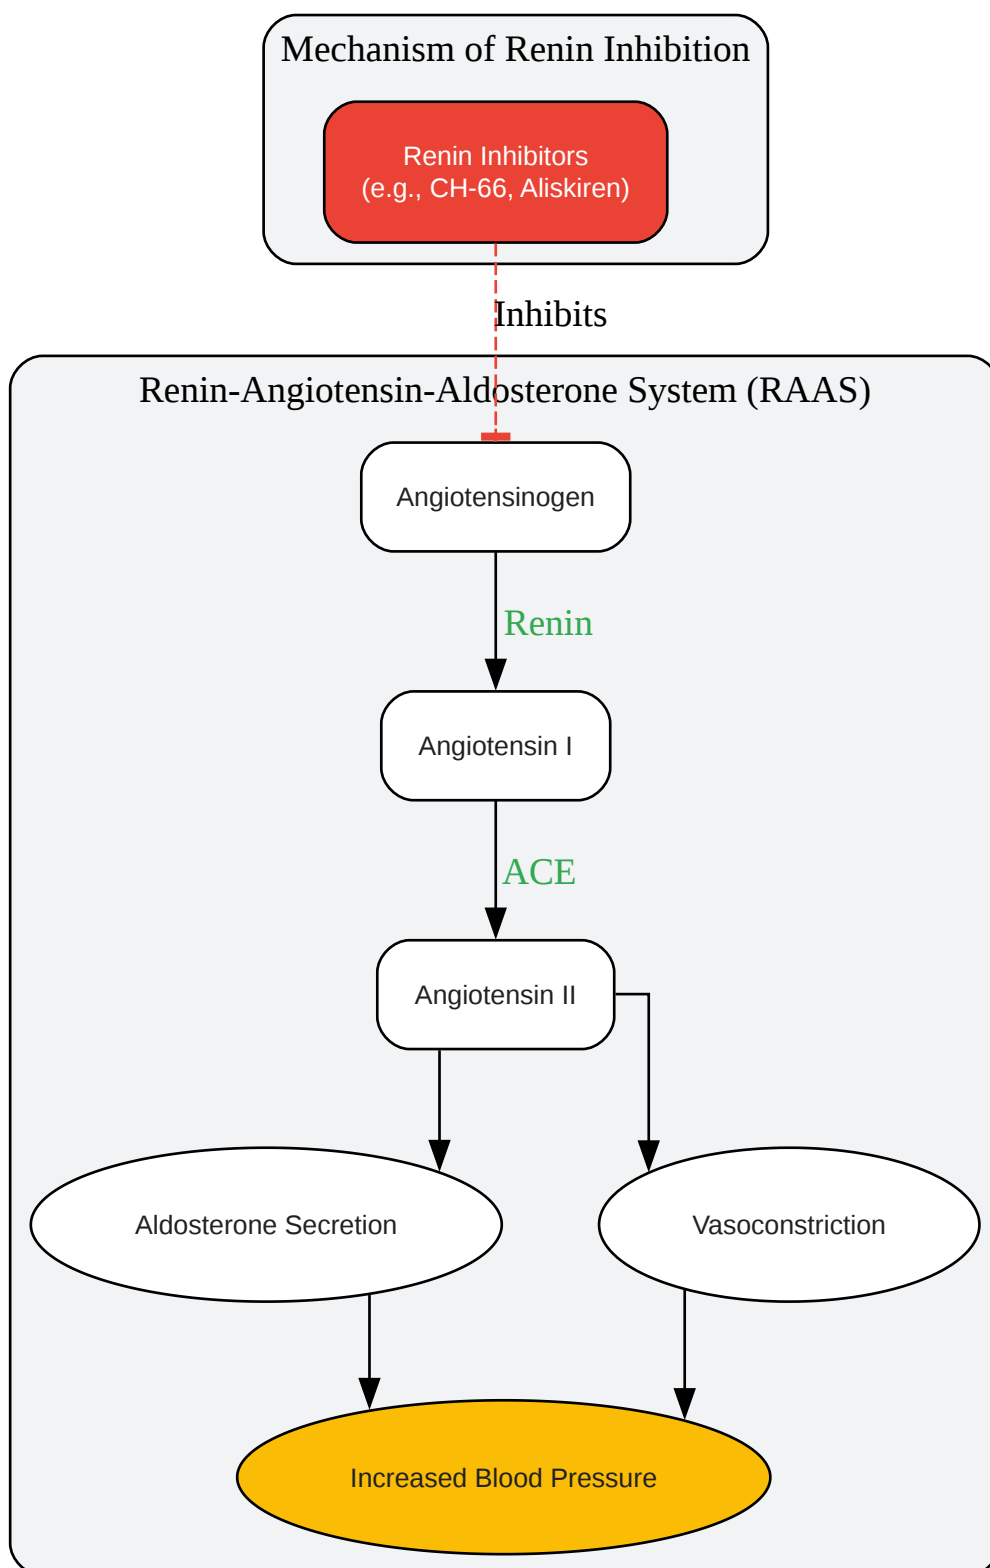 Mechanism of Renin Inhibition
Renin Inhibitors
(e.g., CH-66, Aliskiren)
Inhibits
Renin-Angiotensin-Aldosterone System (RAAS)
Angiotensinogen
Renin
Angiotensin I
ACE
Angiotensin II
Aldosterone Secretion
Vasoconstriction
Increased Blood Pressure